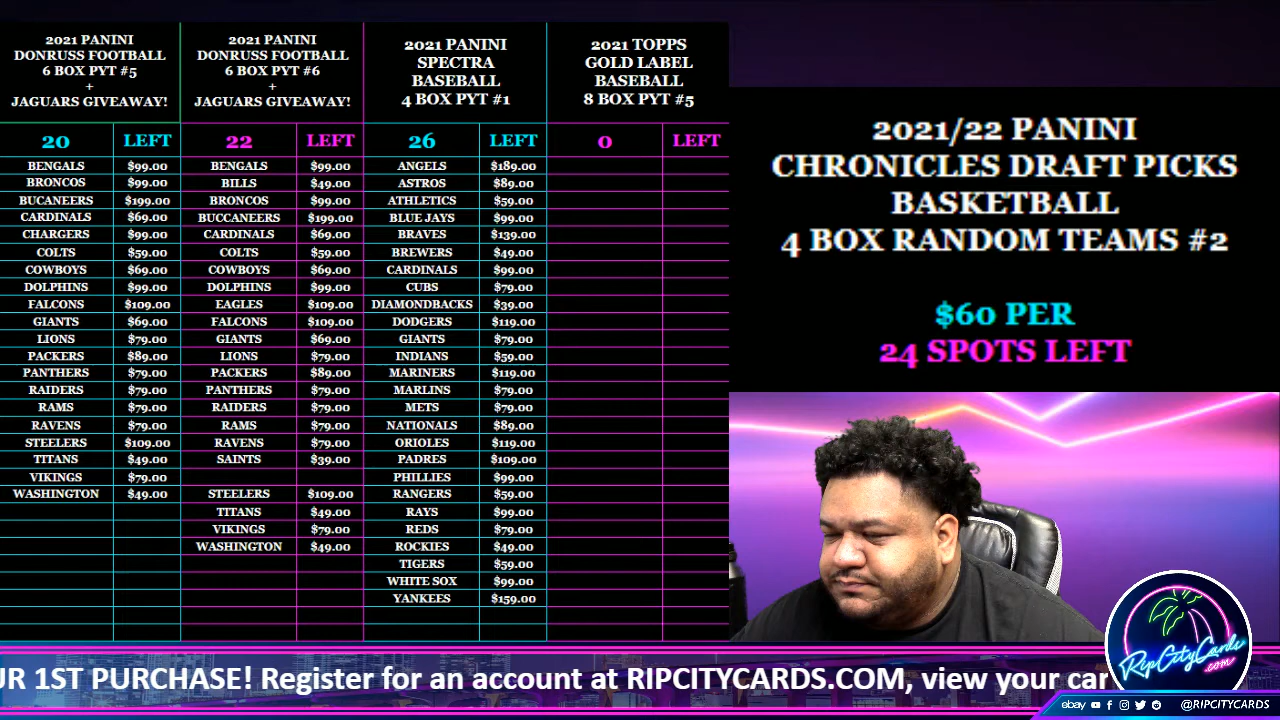 2021 PANINI
DONRUSS FOOTBALL
6 BOX PYT #5
+
JAGUARS GIVEAWAY!
20 LEFT
BENGALS $99.00
BRONCOS $99.00
BUCANEERS $199.00
CARDINALS $69.00
CHARGERS $99.00
COLTS $59.00
COWBOYS $69.00
DOLPHINS $99.00
FALCONS $109.00
GIANTS $69.00
LIONS $79.00
PACKERS $89.00
PANTHERS $79.00
RAIDERS $79.00
RAMS $79.00
RAVENS $79.00
STEELERS $109.00
TITANS $49.00
VIKINGS $79.00
WASHINGTON $49.00
2021 PANINI
DONRUSS FOOTBALL
6 BOX PYT #6
+
JAGUARS GIVEAWAY!
22 LEFT
BENGALS $99.00
BILLS $49.00
BRONCOS $99.00
BUCCANEERS $199.00
CARDINALS $69.00
COLTS $59.00
COWBOYS $69.00
DOLPHINS $99.00
EAGLES $109.00
FALCONS $109.00
GIANTS $69.00
LIONS $79.00
PACKERS $89.00
PANTHERS $79.00
RAIDERS $79.00
RAMS $79.00
RAVENS $79.00
SAINTS $39.00
STEELERS $109.00
TITANS $49.00
VIKINGS $79.00
WASHINGTON $49.00
2021 PANINI
SPECTRA
BASEBALL
4 BOX PYT #1
26 LEFT
ANGELS $189.00
ASTROS $89.00
ATHLETICS $59.00
BLUE JAYS $99.00
BRAVES $139.00
BREWERS $49.00
CARDINALS $99.00
CUBS $79.00
DIAMONDBACKS $39.00
DODGERS $119.00
GIANTS $79.00
INDIANS $59.00
MARINERS $119.00
MARLINS $79.00
METS $79.00
NATIONALS $89.00
ORIOLES $119.00
PADRES $109.00
PHILLIES $99.00
RANGERS $59.00
RAYS $99.00
REDS $79.00
ROCKIES $49.00
TIGERS $59.00
WHITE SOX $99.00
YANKEES $159.00
2021 TOPPS
GOLD LABEL
BASEBALL
8 BOX PYT #5
0 LEFT
2021/22 PANINI
CHRONICLES DRAFT PICKS
BASKETBALL
4 BOX RANDOM TEAMS #2
$60 PER
24 SPOTS LEFT
RipCityCards
.com
UR 1ST PURCHASE! Register for an account at RIPCITYCARDS.COM, view your car
ebay @RIPCITYCARDS